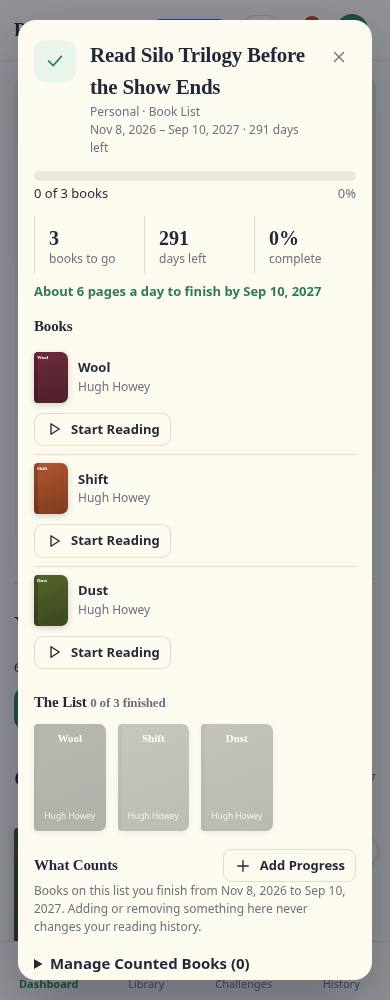 Read Silo Trilogy Before
the Show Ends
Personal · Book List
Nov 8, 2026 – Sep 10, 2027 · 291 days
left
0 of 3 books
0%
3
books to go
291
days left
0%
complete
About 6 pages a day to finish by Sep 10, 2027
Books
Wool
Wool
Hugh Howey
Start Reading
Shift
Shift
Hugh Howey
Start Reading
Dust
Dust
Hugh Howey
Start Reading
The List 0 of 3 finished
Wool
Hugh Howey
Shift
Hugh Howey
Dust
Hugh Howey
What Counts
Add Progress
Books on this list you finish from Nov 8, 2026 to Sep 10,
2027. Adding or removing something here never
changes your reading history.
Manage Counted Books (0)
Dashboard
Library
Challenges
History